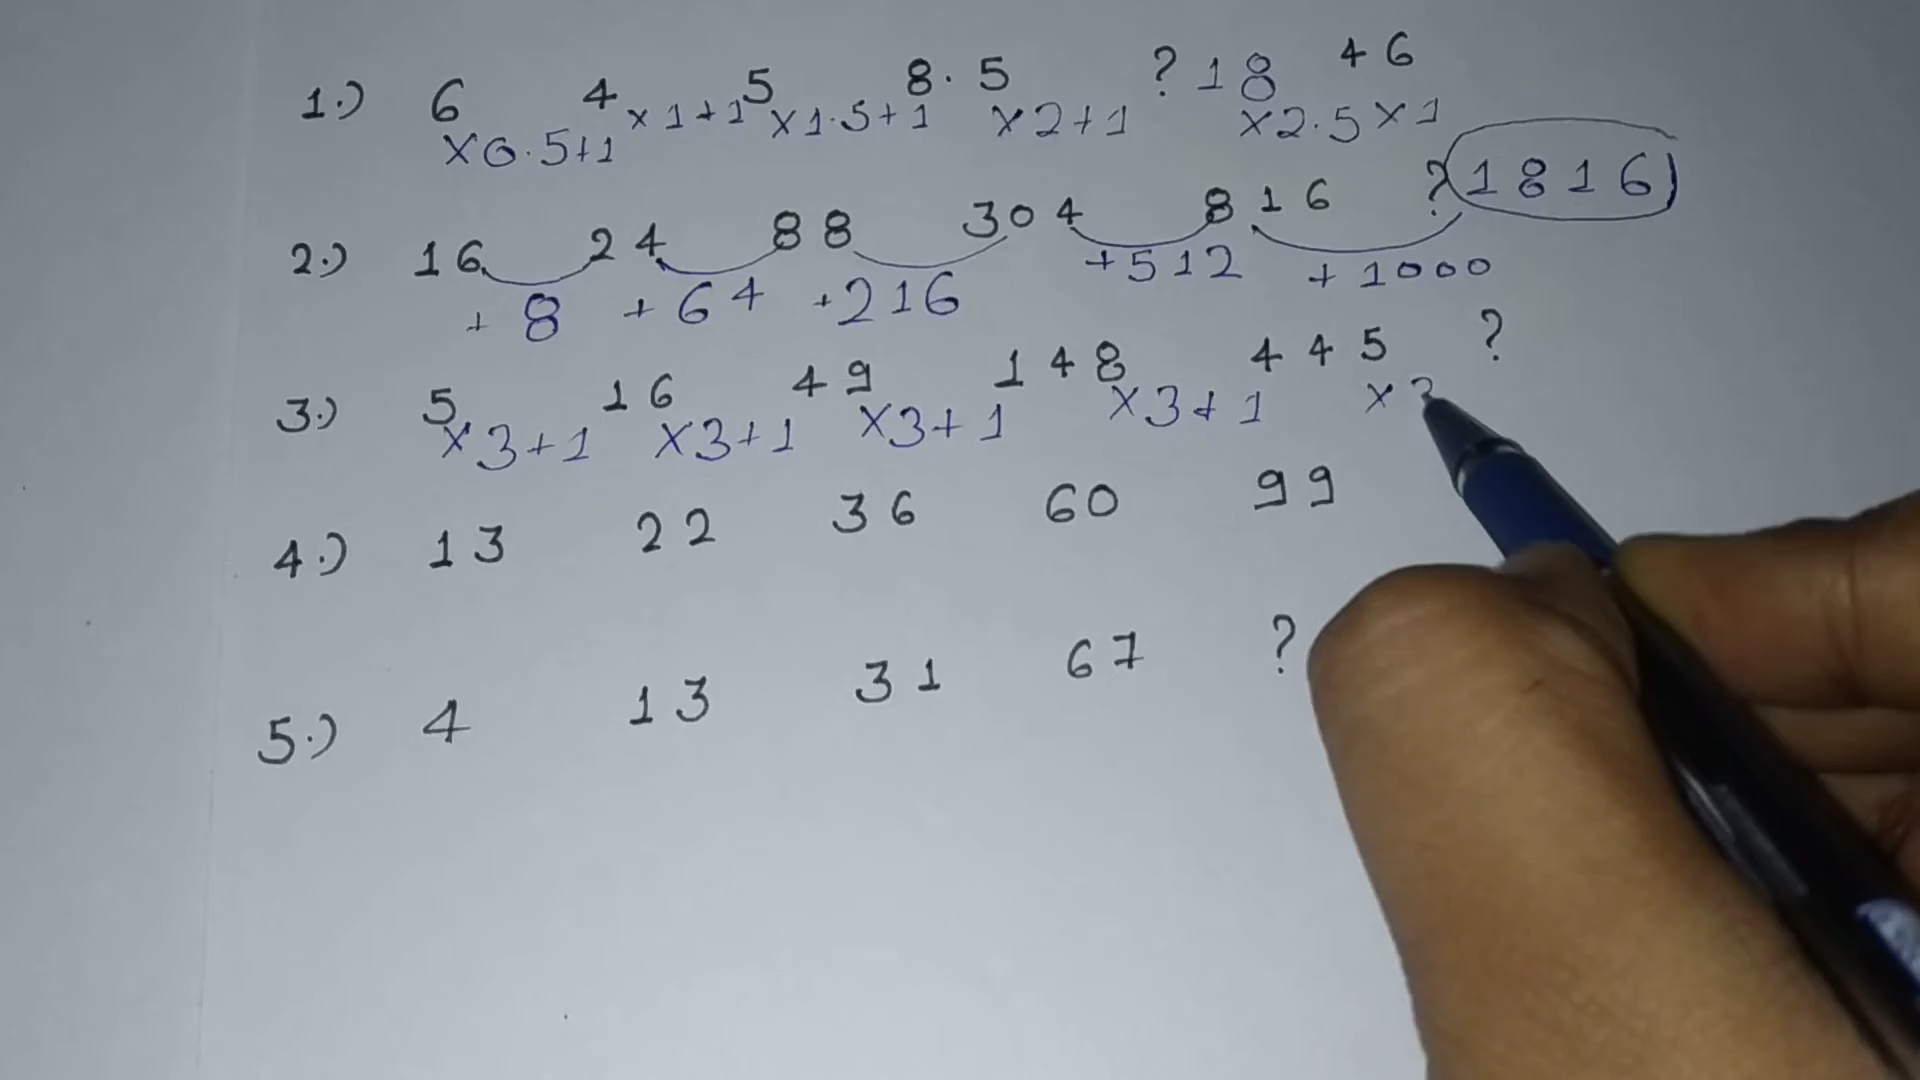 1.) 6 4 5 8.5 ? 18 46
×0.5+1 ×1+1 ×1.5+1 ×2+1 ×2.5×1
2.) 16 24 88 304 816 ? 1816
+8 +64 +216 +512 +1000
3.) 5 16 49 148 445 ?
×3+1 ×3+1 ×3+1 ×3+1 ×
4.) 13 22 36 60 99
5.) 4 13 31 67 ?